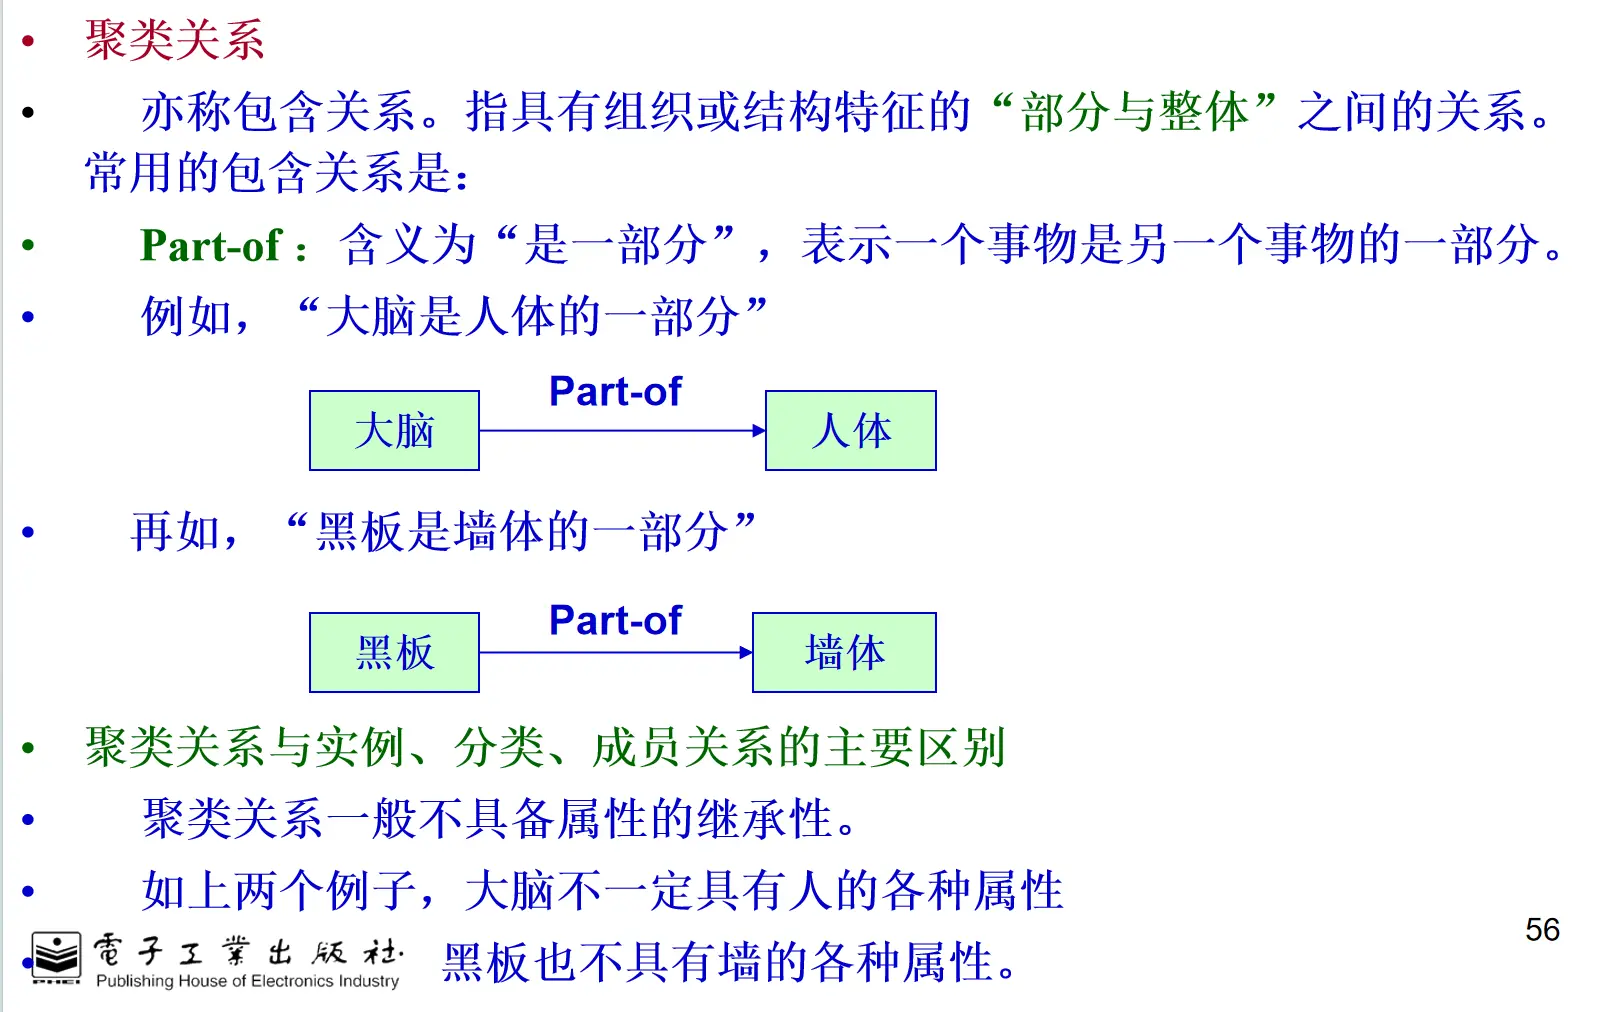 • 聚类关系
• 亦称包含关系。指具有组织或结构特征的“部分与整体”之间的关系。
常用的包含关系是：
• Part-of：含义为“是一部分”，表示一个事物是另一个事物的一部分。
• 例如，“大脑是人体的一部分”
Part-of
大脑 人体
• 再如，“黑板是墙体的一部分”
Part-of
黑板 墙体
• 聚类关系与实例、分类、成员关系的主要区别
• 聚类关系一般不具备属性的继承性。
• 如上两个例子，大脑不一定具有人的各种属性
56
電子工業出版社·
• 黑板也不具有墙的各种属性。
PHEI Publishing House of Electronics Industry